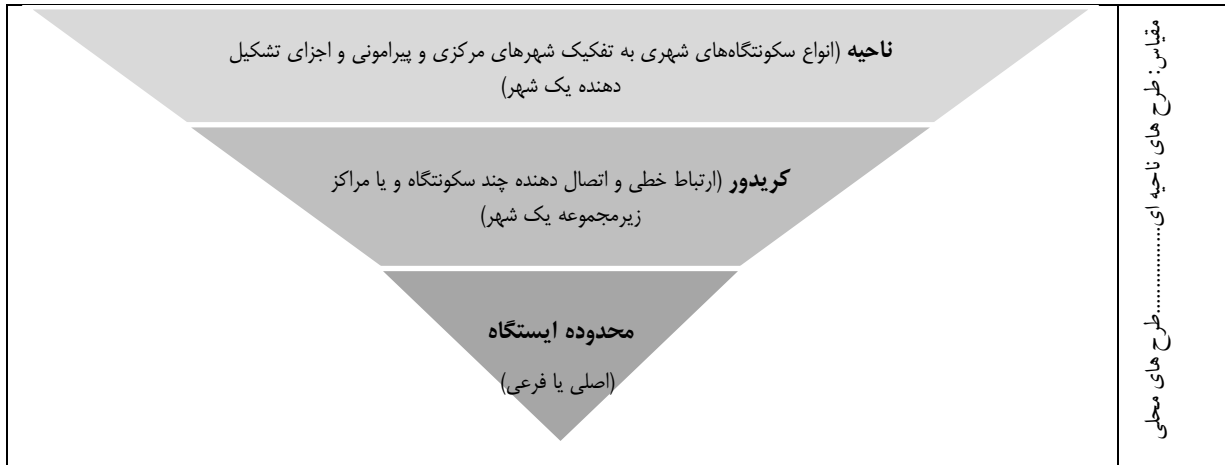 ناحیه (انواع سکونتگاه‌های شهری به تفکیک شهرهای مرکزی و پیرامونی و اجزای تشکیل
دهنده یک شهر)
کریدور (ارتباط خطی و اتصال دهنده چند سکونتگاه و یا مراکز
زیرمجموعه یک شهر)
محدوده ایستگاه
(اصلی یا فرعی)
مقیاس: طرح های ناحیه ای..................طرح های محلی